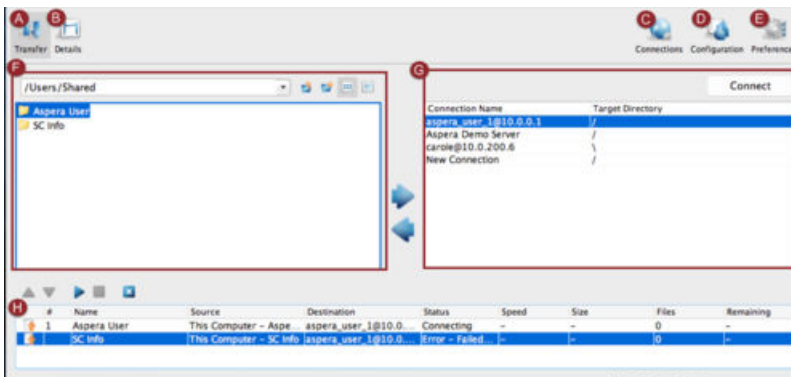 A B C D E
Transfer Details Connections Configuration Preference
F G
/Users/Shared Connect
Aspera User
SC Info
Connection Name Target Directory
aspera_user_1@10.0.0.1 /
Aspera Demo Server /
carole@10.0.200.6 \
New Connection /
H
# Name Source Destination Status Speed Size Files Remaining
1 Aspera User This Computer - Aspe... aspera_user_1@10.0.... Connecting - - 0 -
SC Info This Computer - SC Info aspera_user_1@10.0.... Error - Failed... - - 0 -